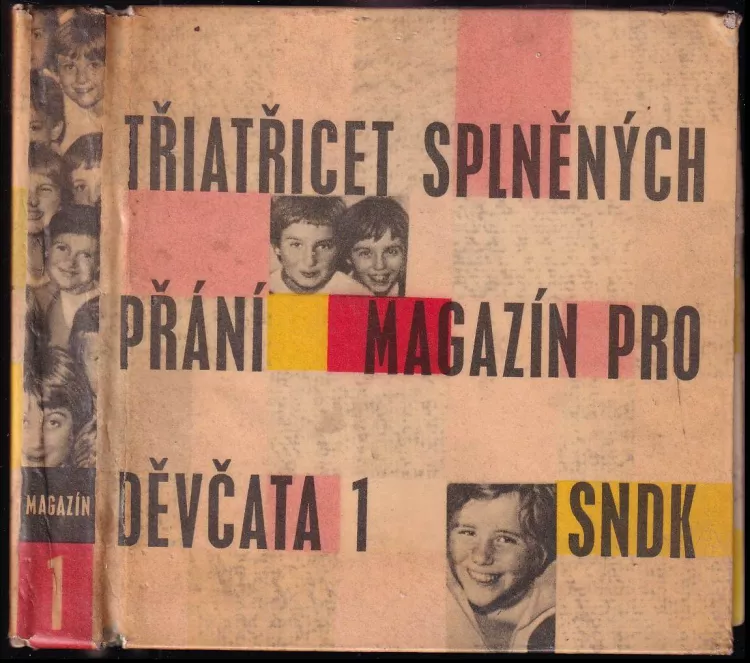 TŘIATŘICET SPLNĚNÝCH
PŘÁNÍ MAGAZÍN PRO
DĚVČATA 1 SNDK
MAGAZÍN
1